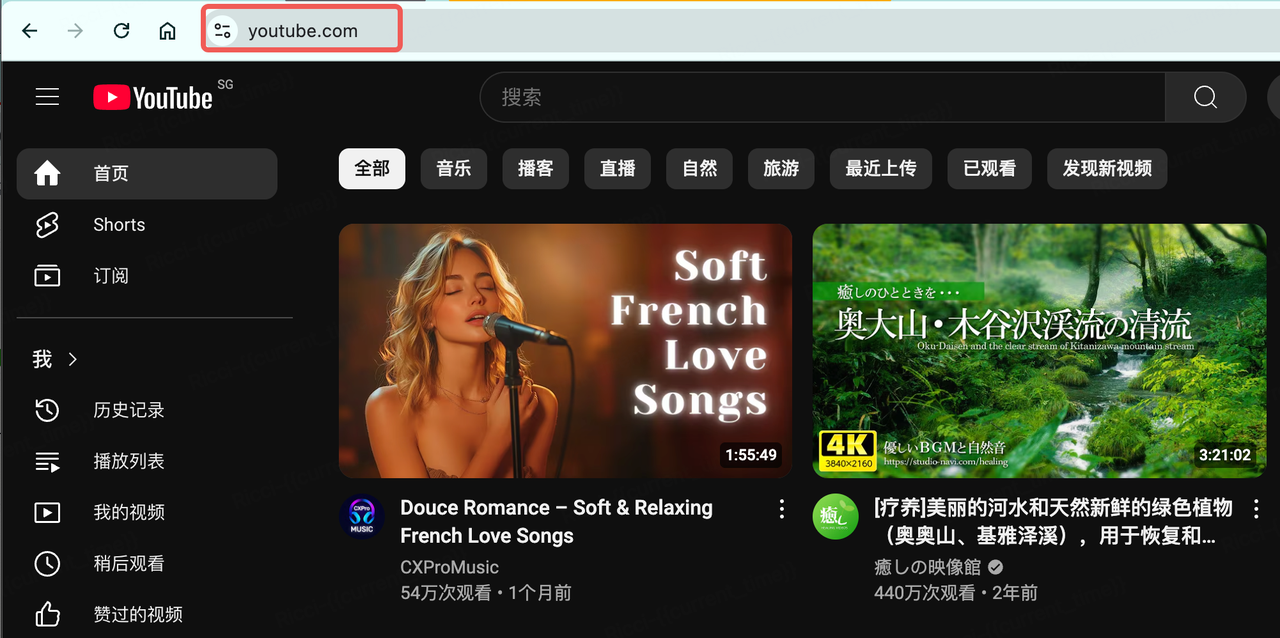 youtube.com
YouTube SG
搜索
首页
Shorts
订阅
我
历史记录
播放列表
我的视频
稍后观看
赞过的视频
全部 音乐 播客 直播 自然 旅游 最近上传 已观看 发现新视频
Soft
French
Love
Songs
1:55:49
CXPro
MUSIC
Douce Romance – Soft & Relaxing
French Love Songs
CXProMusic
54万次观看 • 1个月前
癒しのひとときを・・・
奥大山・木谷沢渓流の清流
Oku-Daiseh and the clear stream of Kitanizawa mountain stream
4K
3840×2160
優しいBGMと自然音
https://studio-navi.com/healing
3:21:02
癒し
[疗养]美丽的河水和天然新鲜的绿色植物
（奥奥山、基雅泽溪），用于恢复和...
癒しの映像館
440万次观看 • 2年前